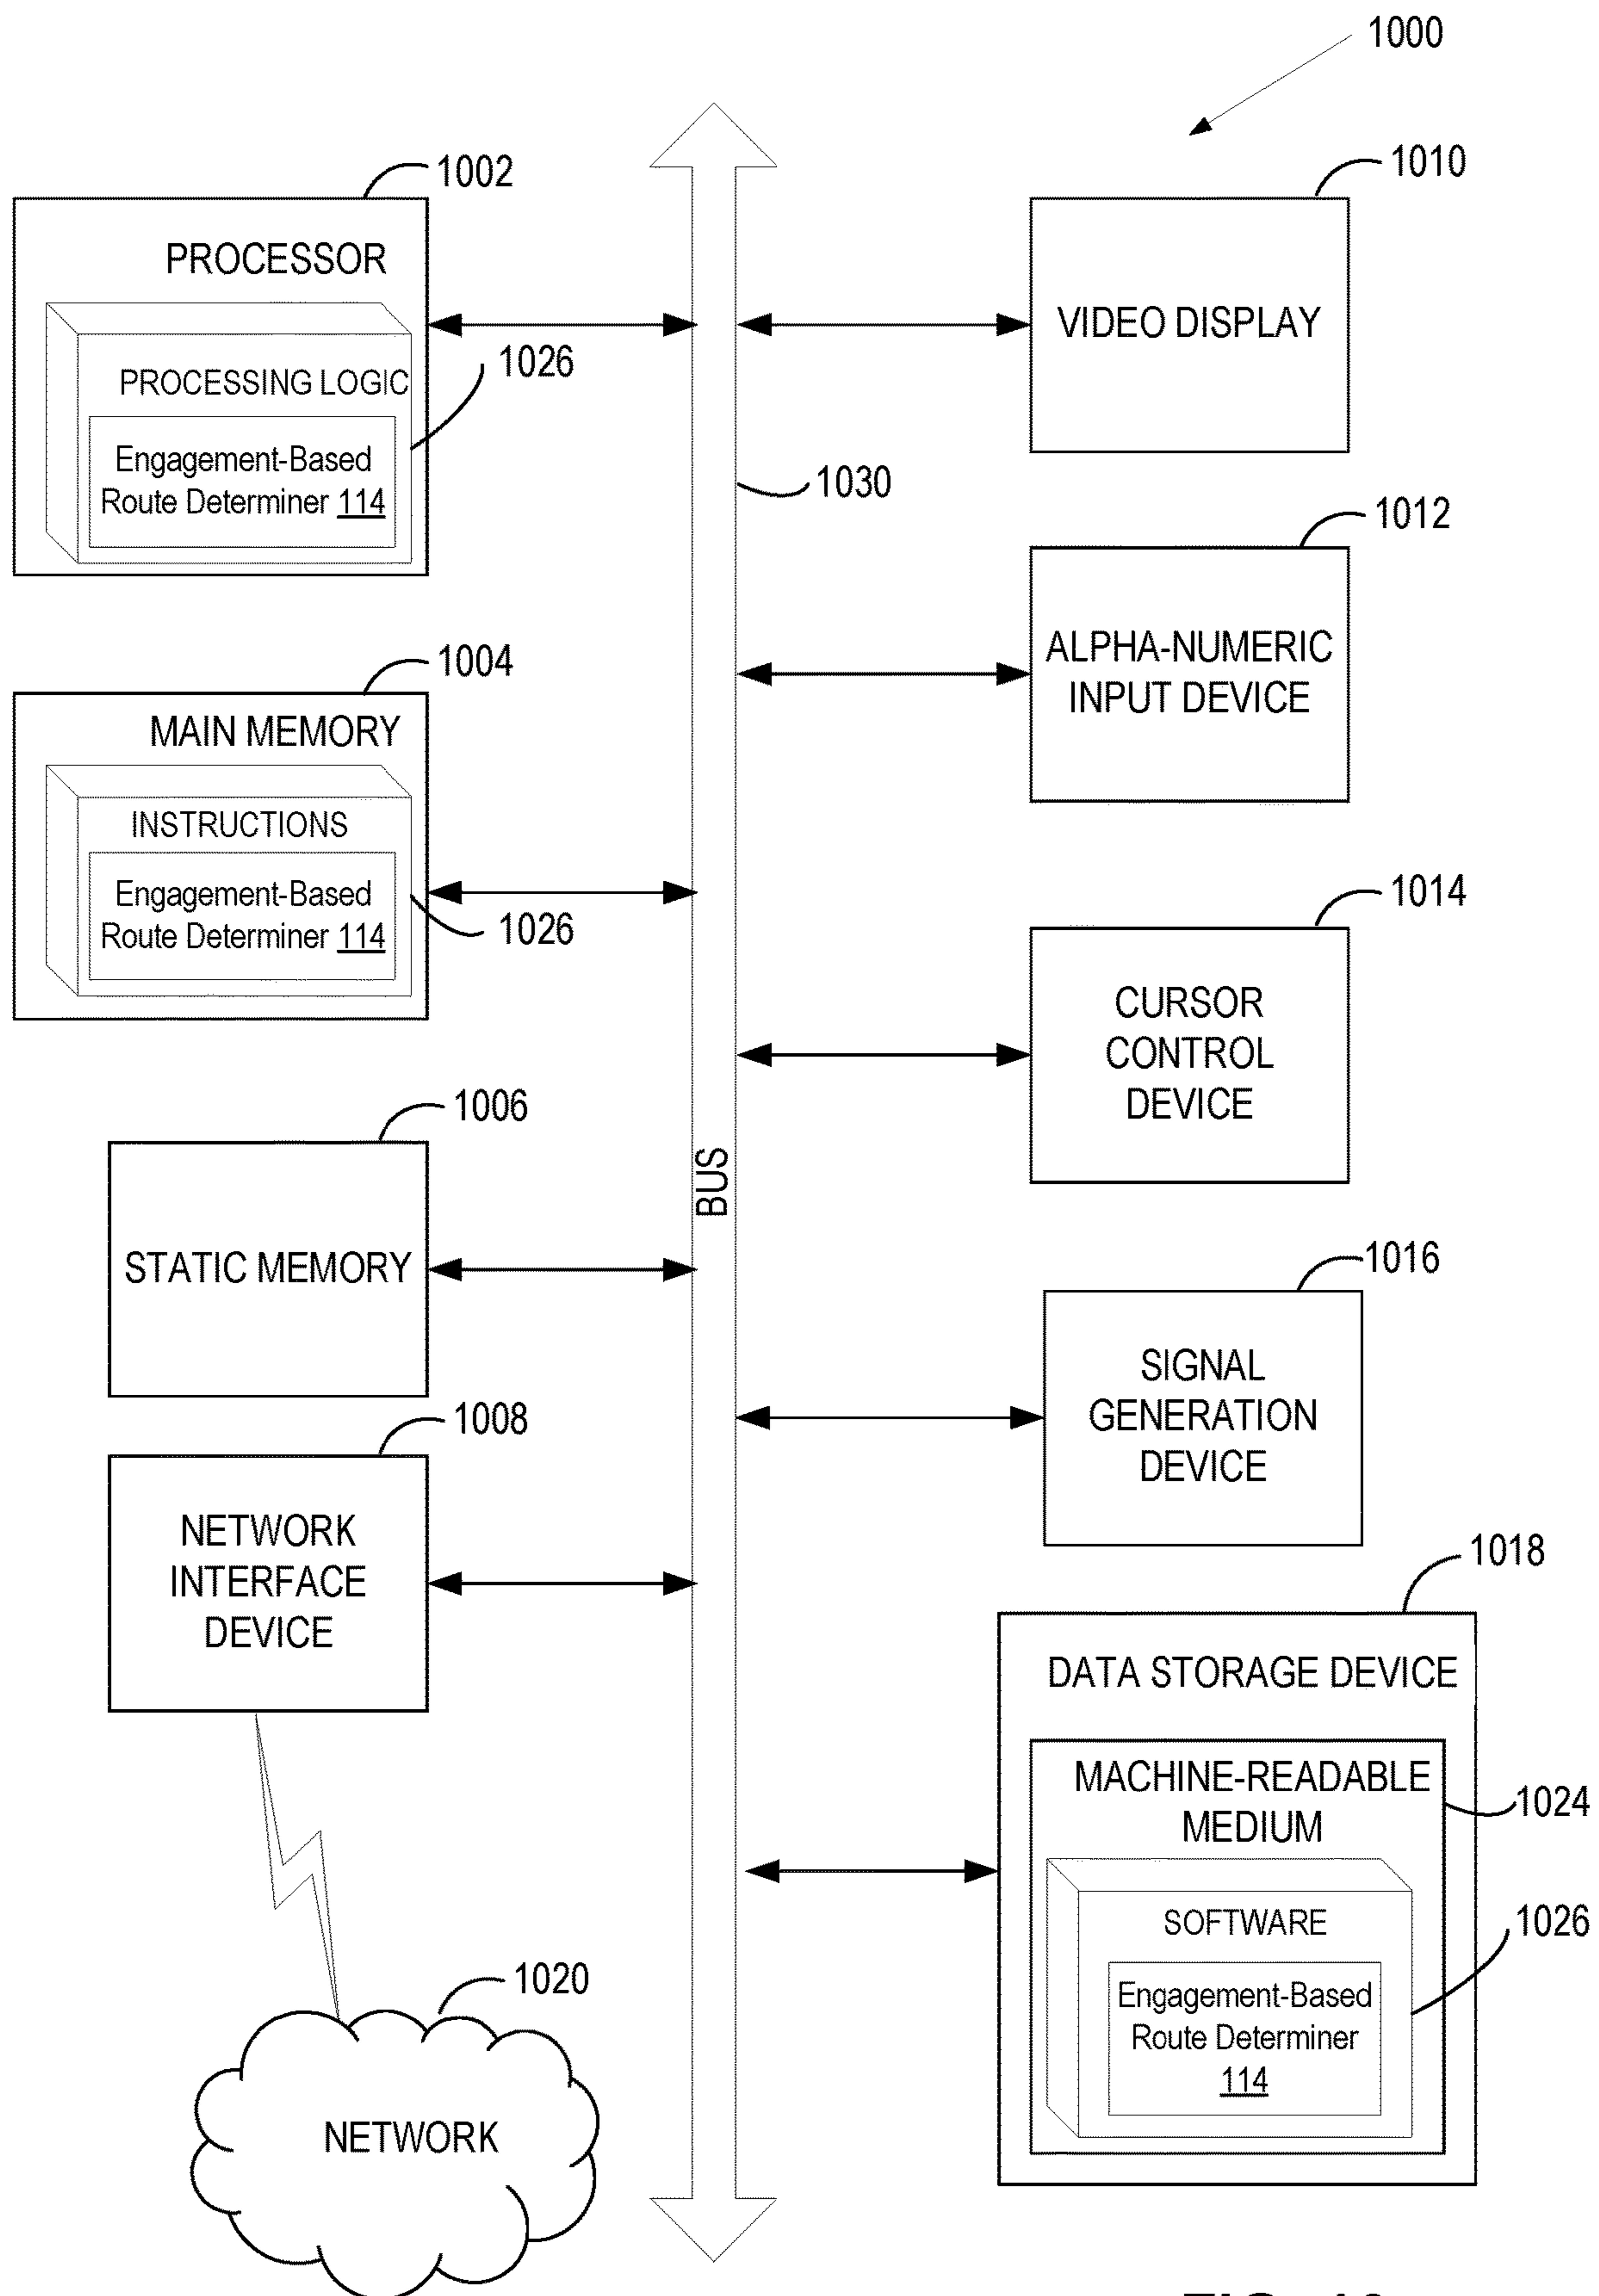 1000
1002
PROCESSOR
PROCESSING LOGIC
1026
Engagement-Based
Route Determiner 114
1004
MAIN MEMORY
INSTRUCTIONS
Engagement-Based
Route Determiner 114
1026
1006
STATIC MEMORY
1008
NETWORK
INTERFACE
DEVICE
1020
NETWORK
1030
BUS
1010
VIDEO DISPLAY
1012
ALPHA-NUMERIC
INPUT DEVICE
1014
CURSOR
CONTROL
DEVICE
1016
SIGNAL
GENERATION
DEVICE
1018
DATA STORAGE DEVICE
MACHINE-READABLE
MEDIUM
1024
SOFTWARE
1026
Engagement-Based
Route Determiner
114